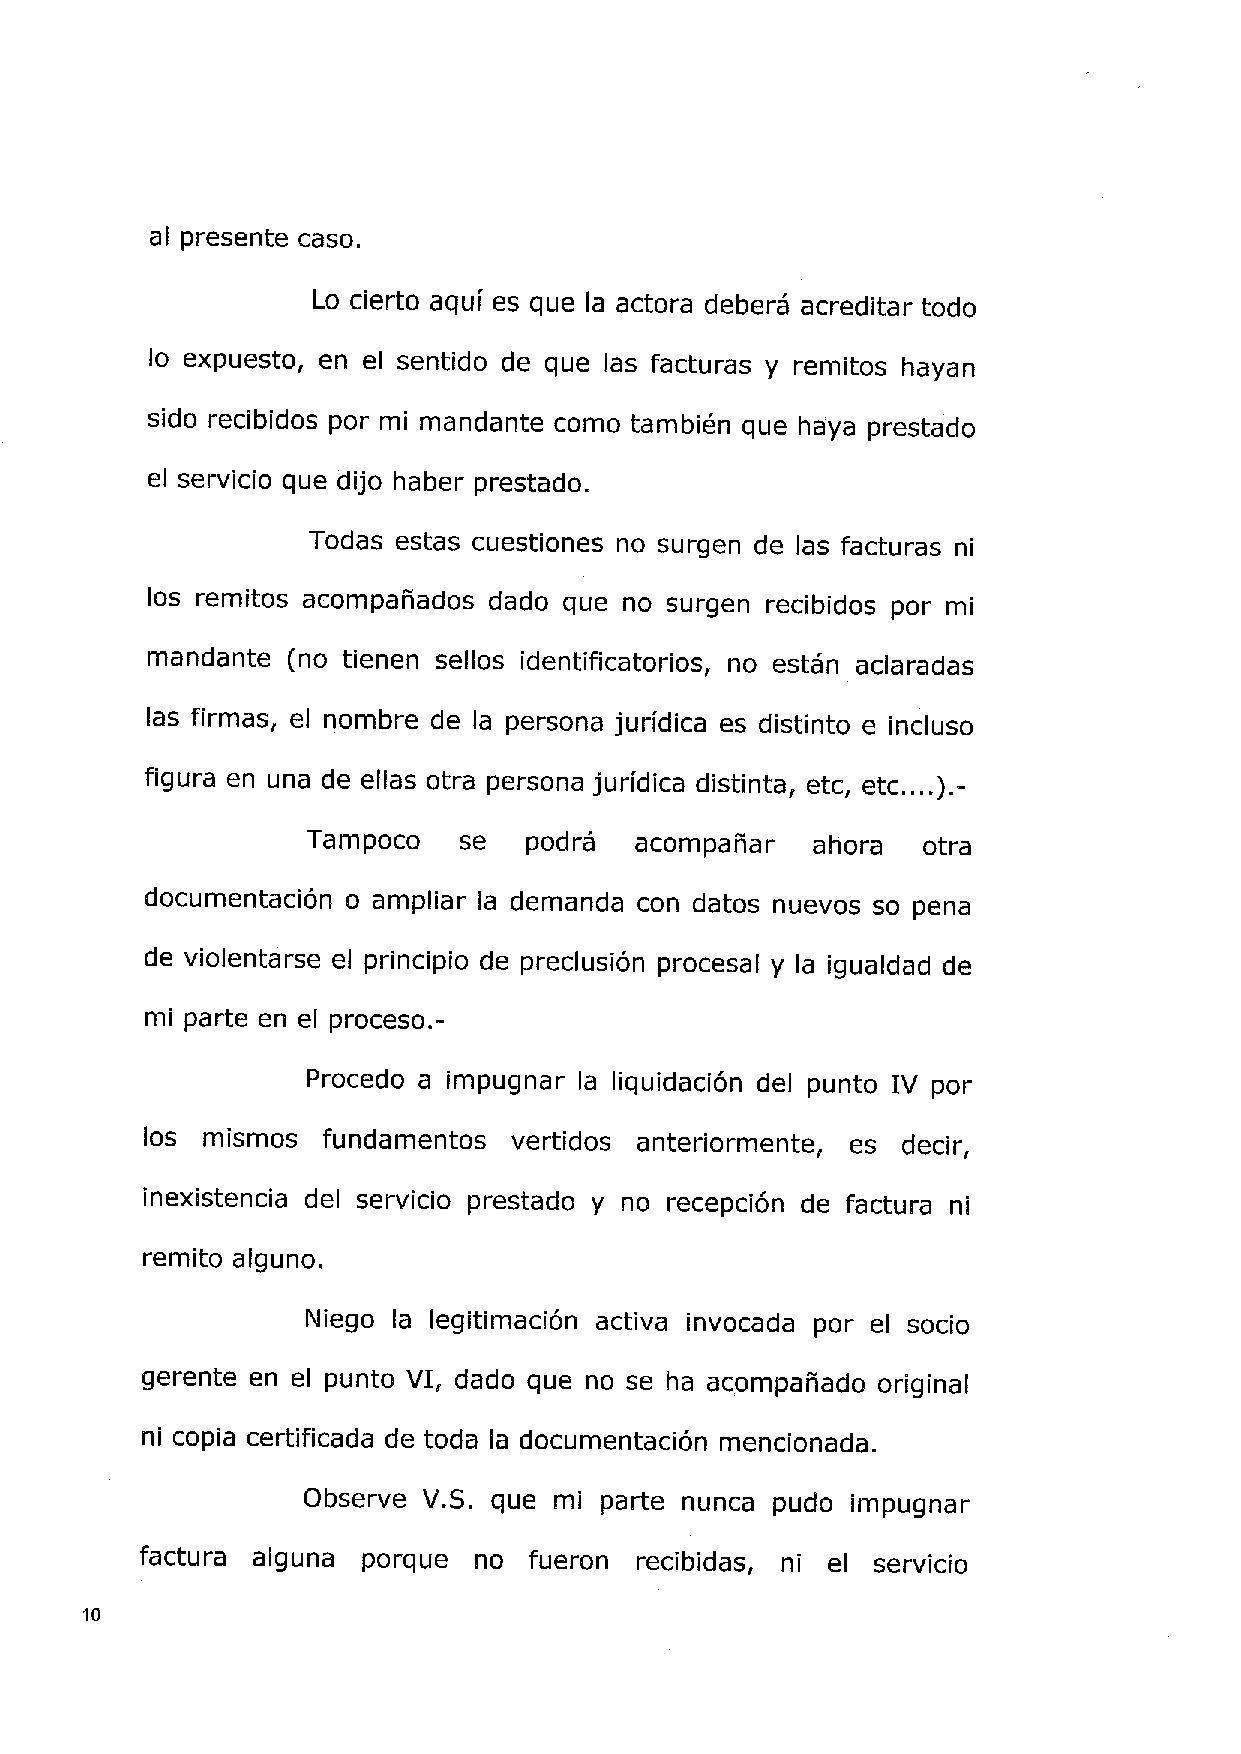 al presente caso.
Lo cierto aquí es que la actora deberá acreditar todo
lo expuesto, en el sentido de que las facturas y remitos hayan
sido recibidos por mi mandante como también que haya prestado
el servicio que dijo haber prestado.
Todas estas cuestiones no surgen de las facturas ni
los remitos acompañados dado que no surgen recibidos por mi
mandante (no tienen sellos identificatorios, no están aclaradas
las firmas, el nombre de la persona jurídica es distinto e incluso
figura en una de ellas otra persona jurídica distinta, etc, etc....).-
Tampoco se podrá acompañar ahora otra
documentación o ampliar la demanda con datos nuevos so pena
de violentarse el principio de preclusión procesal y la igualdad de
mi parte en el proceso.-
Procedo a impugnar la liquidación del punto IV por
los mismos fundamentos vertidos anteriormente, es decir,
inexistencia del servicio prestado y no recepción de factura ni
remito alguno.
Niego la legitimación activa invocada por el socio
gerente en el punto VI, dado que no se ha acompañado original
ni copia certificada de toda la documentación mencionada.
Observe V.S. que mi parte nunca pudo impugnar
factura alguna porque no fueron recibidas, ni el servicio
10